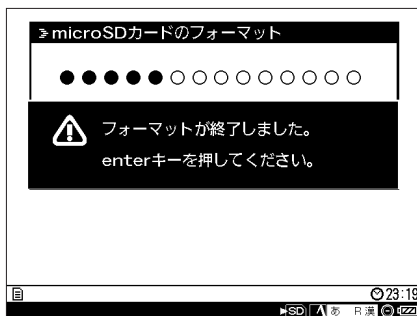 microSDカードのフォーマット
フォーマットが終了しました。
enterキーを押してください。
23:19
SD あ R漢